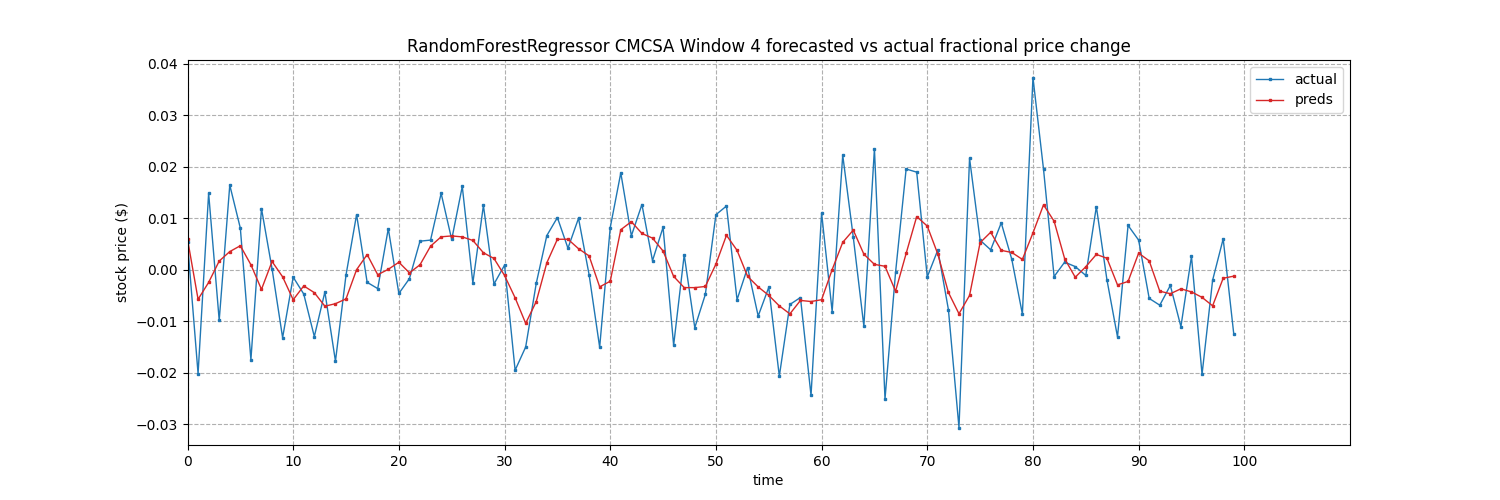 RandomForestRegressor CMCSA Window 4 forecasted vs actual fractional price change
actual
preds
stock price ($)
0.04
0.03
0.02
0.01
0.00
−0.01
−0.02
−0.03
0 10 20 30 40 50 60 70 80 90 100
time